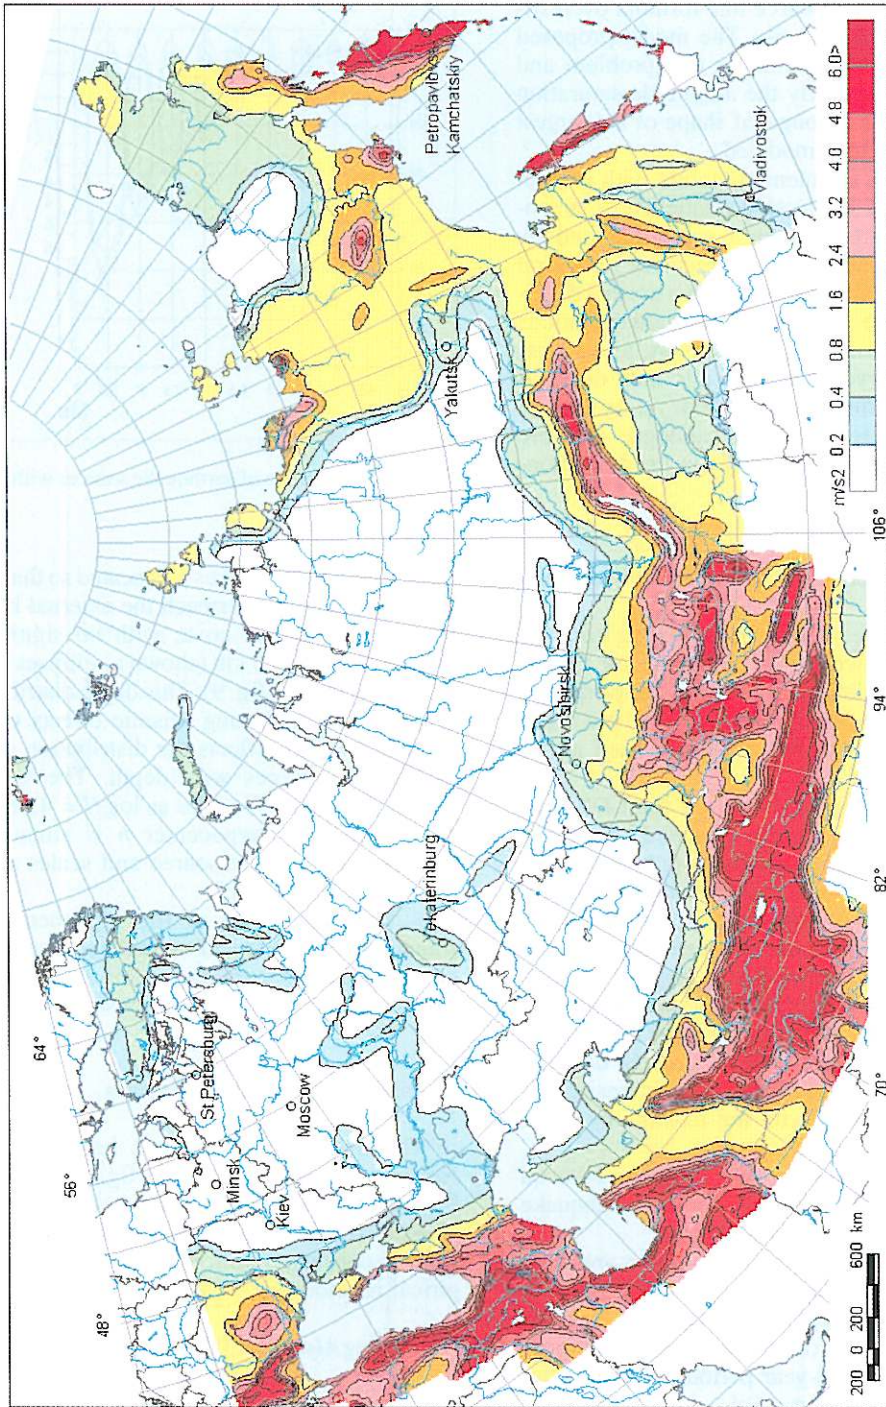 64°
56°
48°
St Petersburg
Minsk
Kiev
Moscow
Yekaterinburg
Novosibirsk
Yakutsk
Petropavlovsk-
Kamchatskiy
Vladivostok
70°
82°
94°
106°
200 0 200 600 km
m/s2 0.2 0.4 0.8 1.6 2.4 3.2 4.0 4.8 6.0>